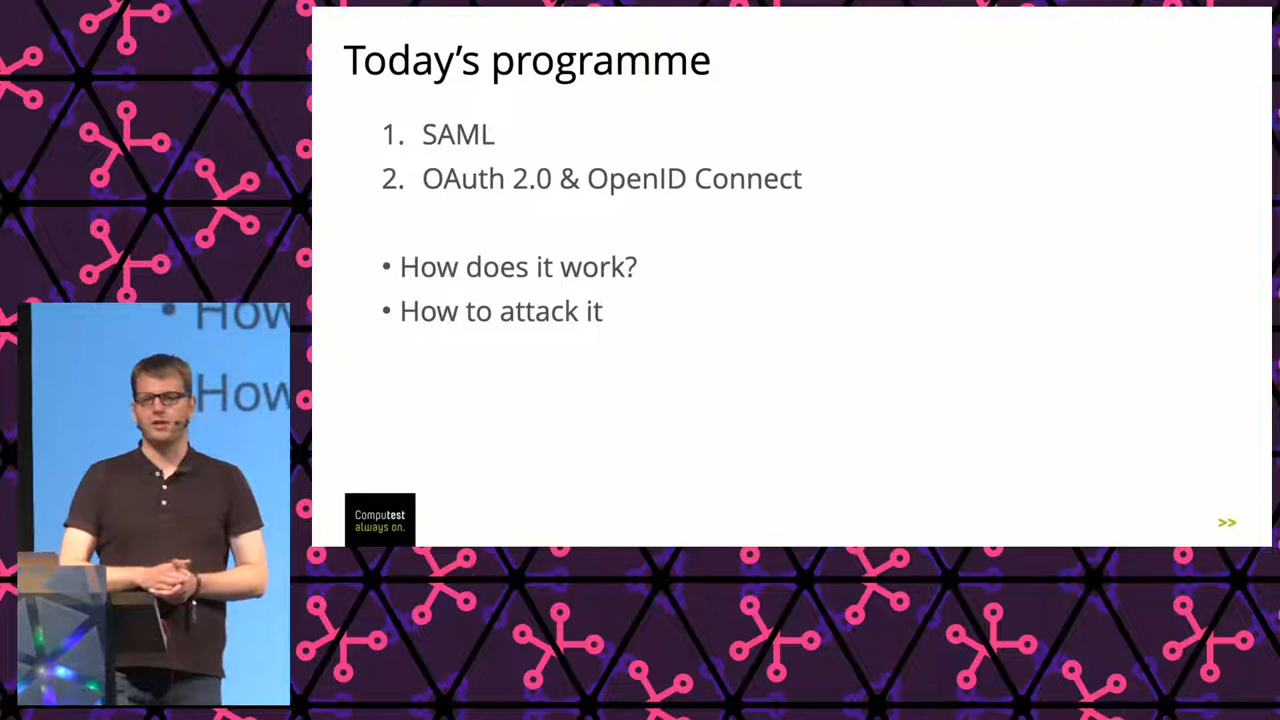 Today's programme
1. SAML
2. OAuth 2.0 & OpenID Connect
• How does it work?
• How to attack it
Computest
always on.
>>
• How
How